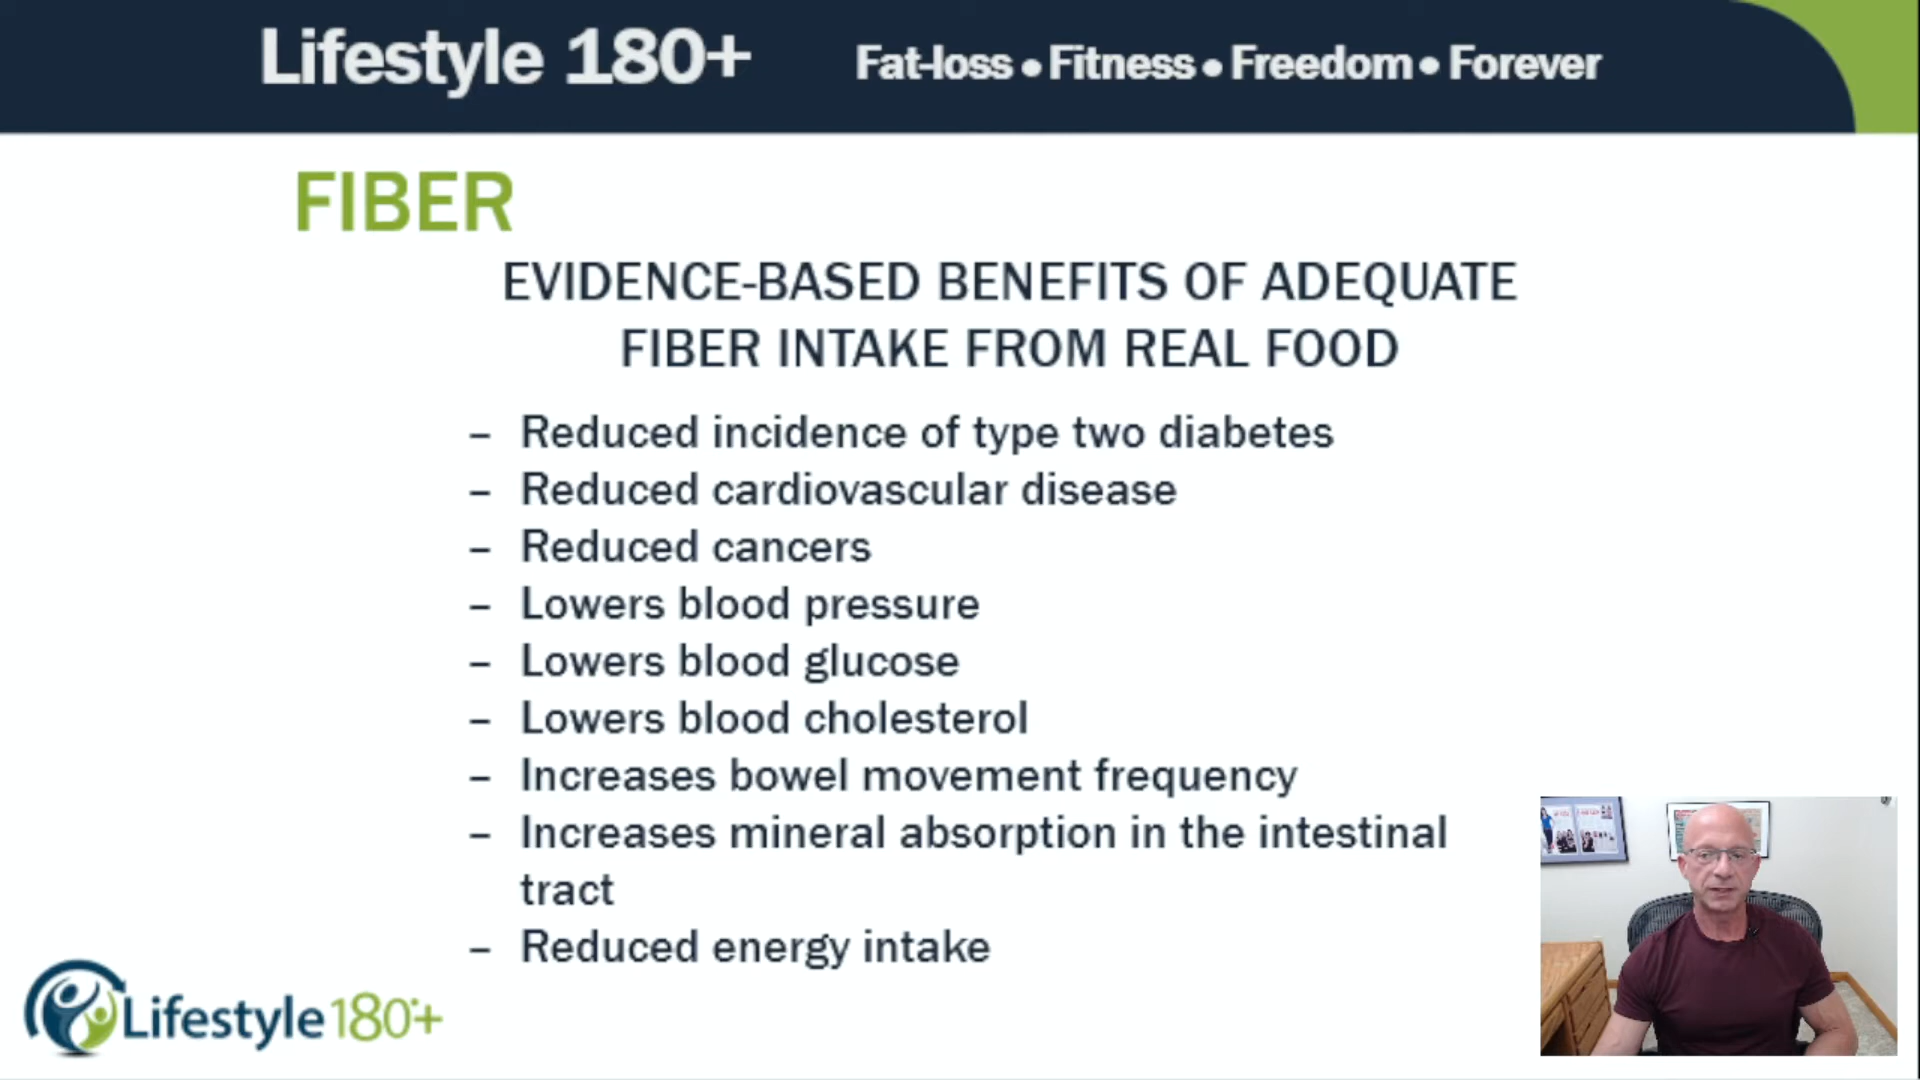 Lifestyle 180+ Fat-loss • Fitness • Freedom • Forever
FIBER
EVIDENCE-BASED BENEFITS OF ADEQUATE
FIBER INTAKE FROM REAL FOOD
– Reduced incidence of type two diabetes
– Reduced cardiovascular disease
– Reduced cancers
– Lowers blood pressure
– Lowers blood glucose
– Lowers blood cholesterol
– Increases bowel movement frequency
– Increases mineral absorption in the intestinal
tract
– Reduced energy intake
Lifestyle180+